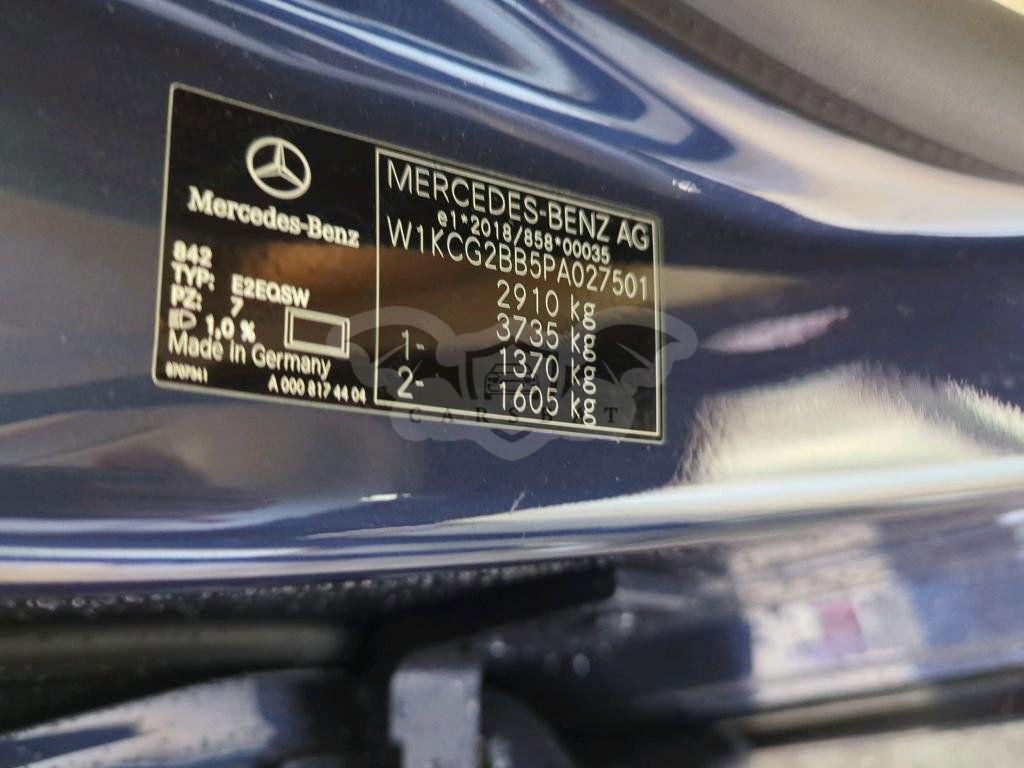 Mercedes-Benz
842
TYP: E2EQSW
PZ: 7
1,0 %
Made in Germany
A 000 817 44 04
MERCEDES-BENZ AG
e1*2018/858*00035
W1KCG2BB5PA027501
2910 kg
3735 kg
1- 1370 kg
2- 1605 kg
CARSDNT